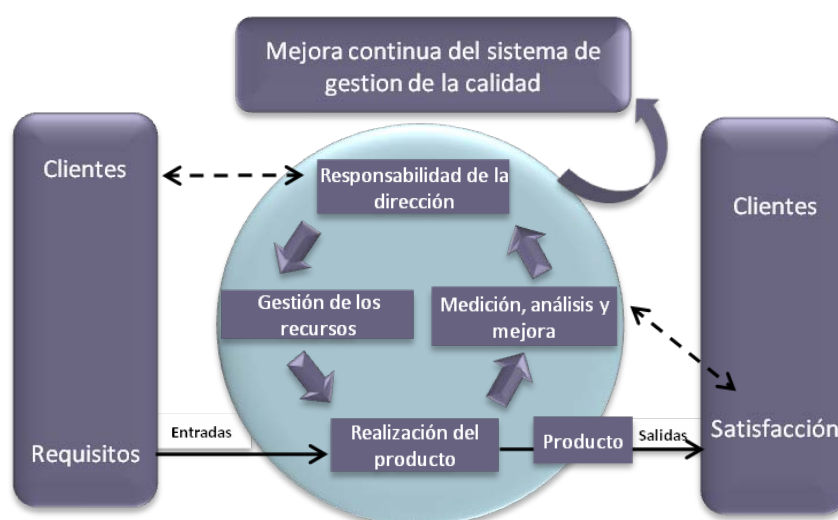 Mejora continua del sistema de
gestion de la calidad
Clientes
Responsabilidad de la
dirección
Clientes
Gestión de los
recursos
Medición, análisis y
mejora
Entradas
Realización del
producto
Producto
Salidas
Satisfacción
Requisitos